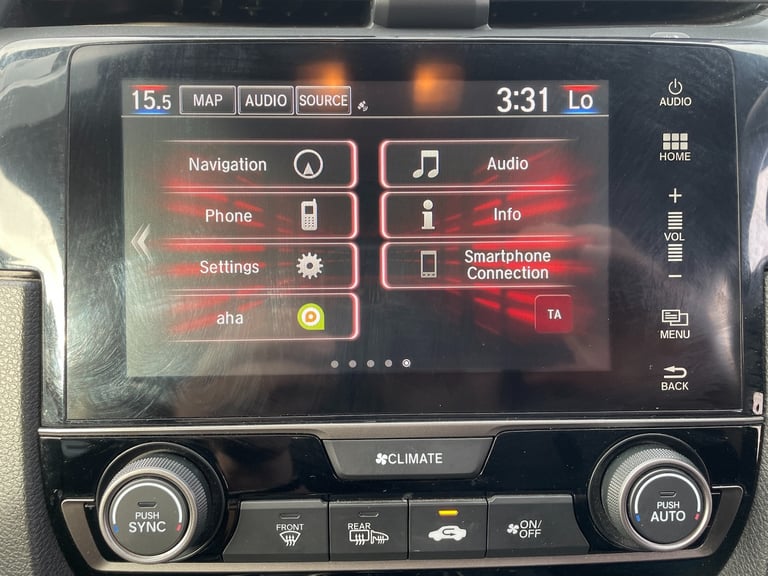 15.5 MAP AUDIO SOURCE 3:31 Lo
Navigation
Audio
Phone
Info
Settings
Smartphone
Connection
aha
TA
AUDIO
HOME
+
VOL
−
MENU
BACK
CLIMATE
PUSH
SYNC
FRONT
REAR
ON/
OFF
PUSH
AUTO